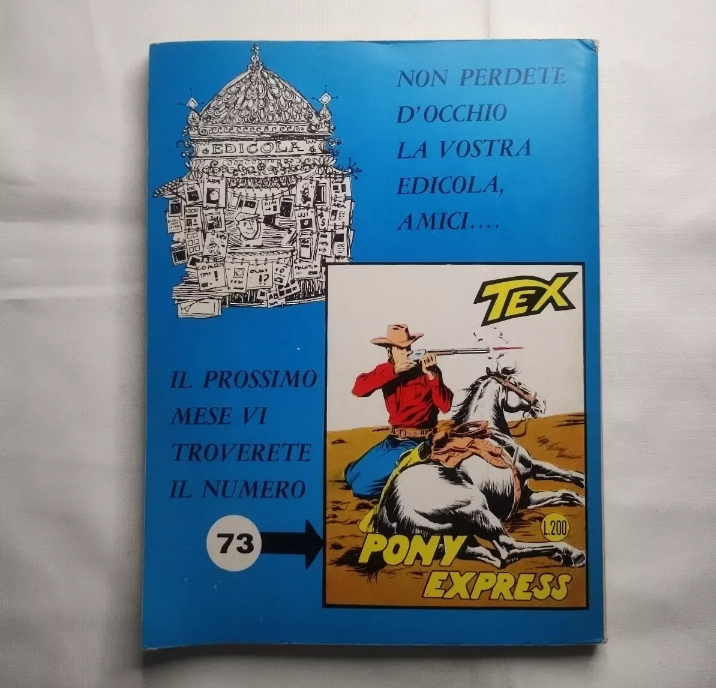 EDICOLA
NON PERDETE
D'OCCHIO
LA VOSTRA
EDICOLA,
AMICI....
TEX
IL PROSSIMO
MESE VI
TROVERETE
IL NUMERO
73
L.200
PONY
EXPRESS